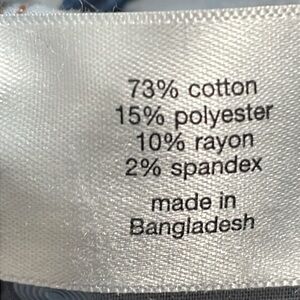 73% cotton
15% polyester
10% rayon
2% spandex
made in
Bangladesh